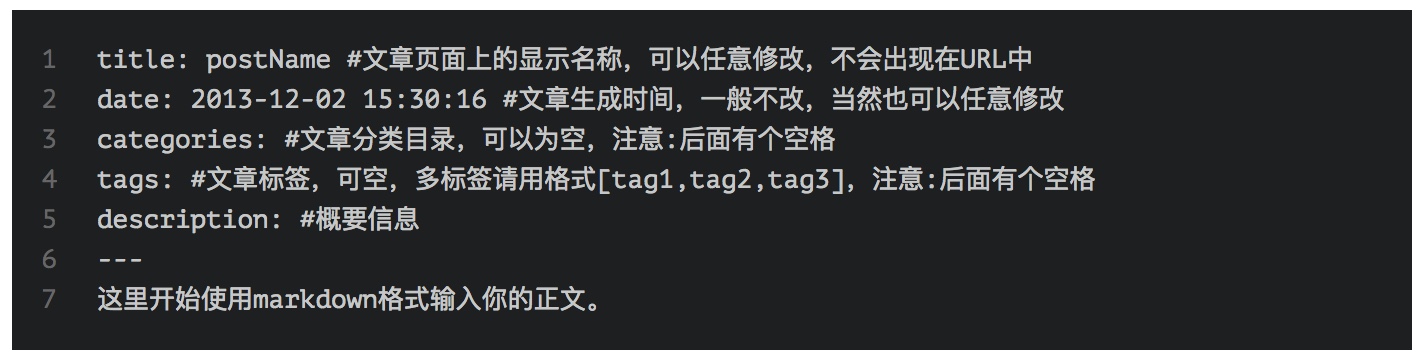 1 title: postName #文章页面上的显示名称，可以任意修改，不会出现在URL中
2 date: 2013-12-02 15:30:16 #文章生成时间，一般不改，当然也可以任意修改
3 categories: #文章分类目录，可以为空，注意:后面有个空格
4 tags: #文章标签，可空，多标签请用格式[tag1,tag2,tag3]，注意:后面有个空格
5 description: #概要信息
6 ---
7 这里开始使用markdown格式输入你的正文。